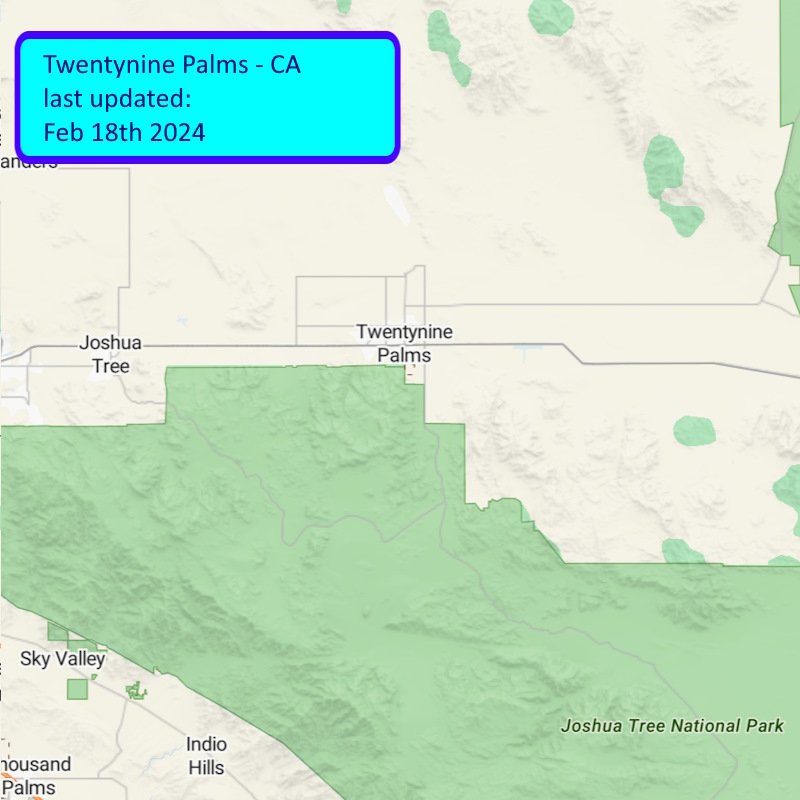 Twentynine Palms - CA
last updated:
Feb 18th 2024
anders
Joshua
Tree
Twentynine
Palms
Sky Valley
Joshua Tree National Park
Indio
Hills
housand
Palms